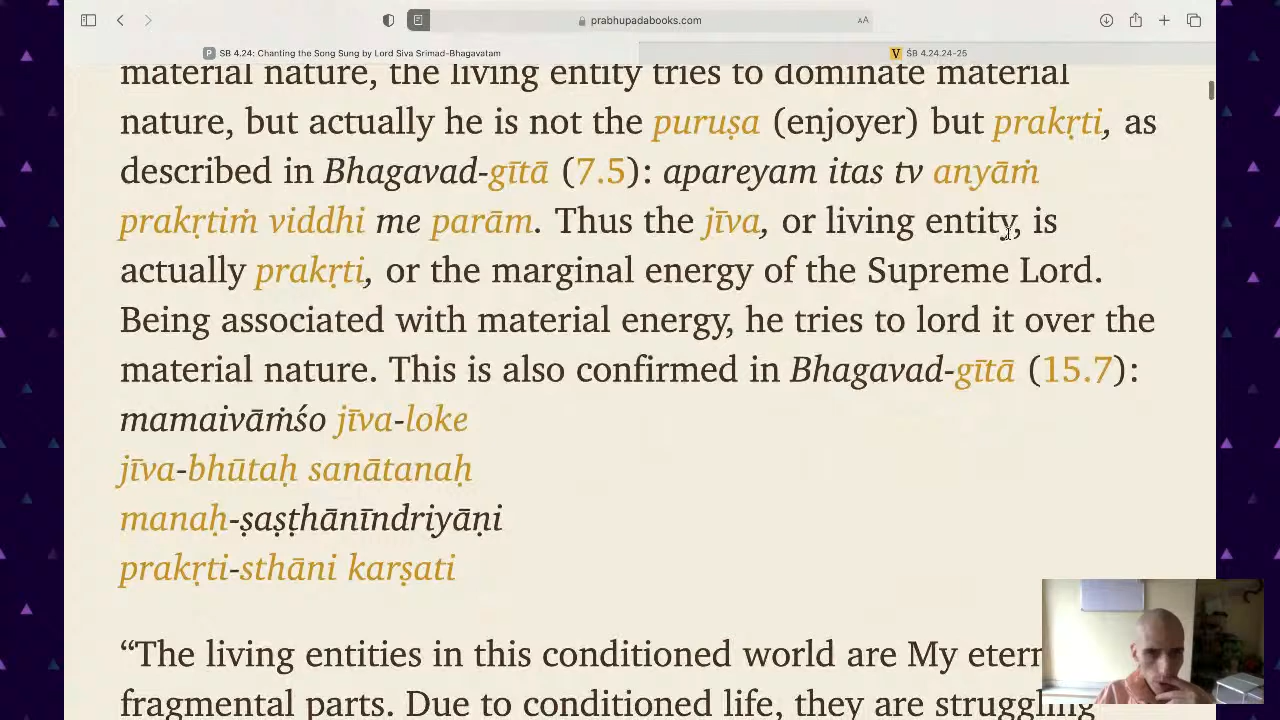 prabhupadabooks.com
AA
P SB 4.24: Chanting the Song Sung by Lord Siva Srimad-Bhagavatam
V ŚB 4.24.24-25
material nature, the living entity tries to dominate material
nature, but actually he is not the puruṣa (enjoyer) but prakṛti, as
described in Bhagavad-gītā (7.5): apareyam itas tv anyāṁ
prakṛtiṁ viddhi me parām. Thus the jīva, or living entity, is
actually prakṛti, or the marginal energy of the Supreme Lord.
Being associated with material energy, he tries to lord it over the
material nature. This is also confirmed in Bhagavad-gītā (15.7):
mamaivāṁśo jīva-loke
jīva-bhūtaḥ sanātanaḥ
manaḥ-ṣaṣṭhānīndriyāṇi
prakṛti-sthāni karṣati
“The living entities in this conditioned world are My
fragmental parts. Due to conditioned life, they are struggling